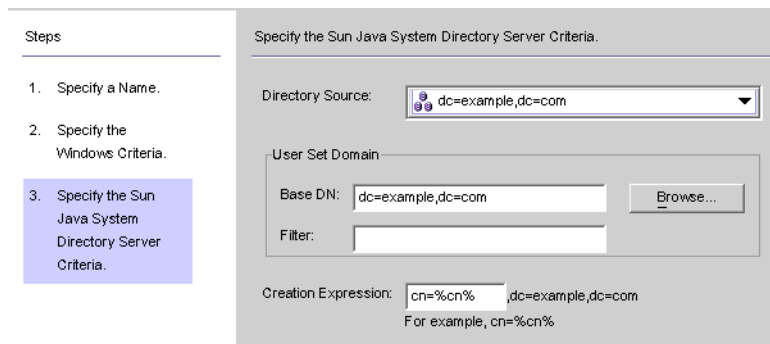 Steps
1. Specify a Name.
2. Specify the
Windows Criteria.
3. Specify the Sun
Java System
Directory Server
Criteria.
Specify the Sun Java System Directory Server Criteria.
Directory Source: dc=example,dc=com
User Set Domain
Base DN: dc=example,dc=com Browse...
Filter:
Creation Expression: cn=%cn% ,dc=example,dc=com
For example, cn=%cn%